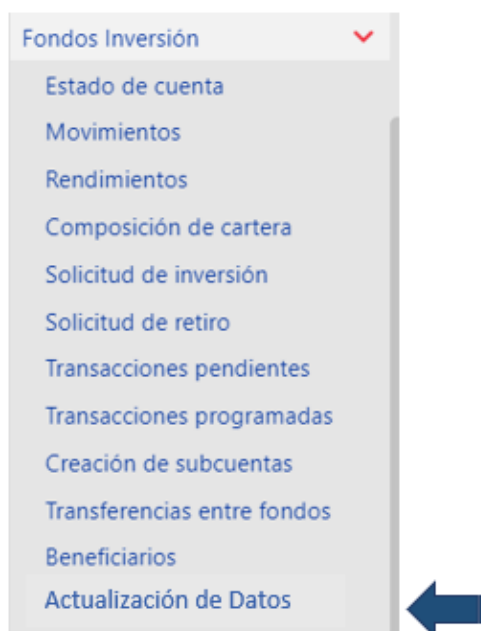 Fondos Inversión
Estado de cuenta
Movimientos
Rendimientos
Composición de cartera
Solicitud de inversión
Solicitud de retiro
Transacciones pendientes
Transacciones programadas
Creación de subcuentas
Transferencias entre fondos
Beneficiarios
Actualización de Datos